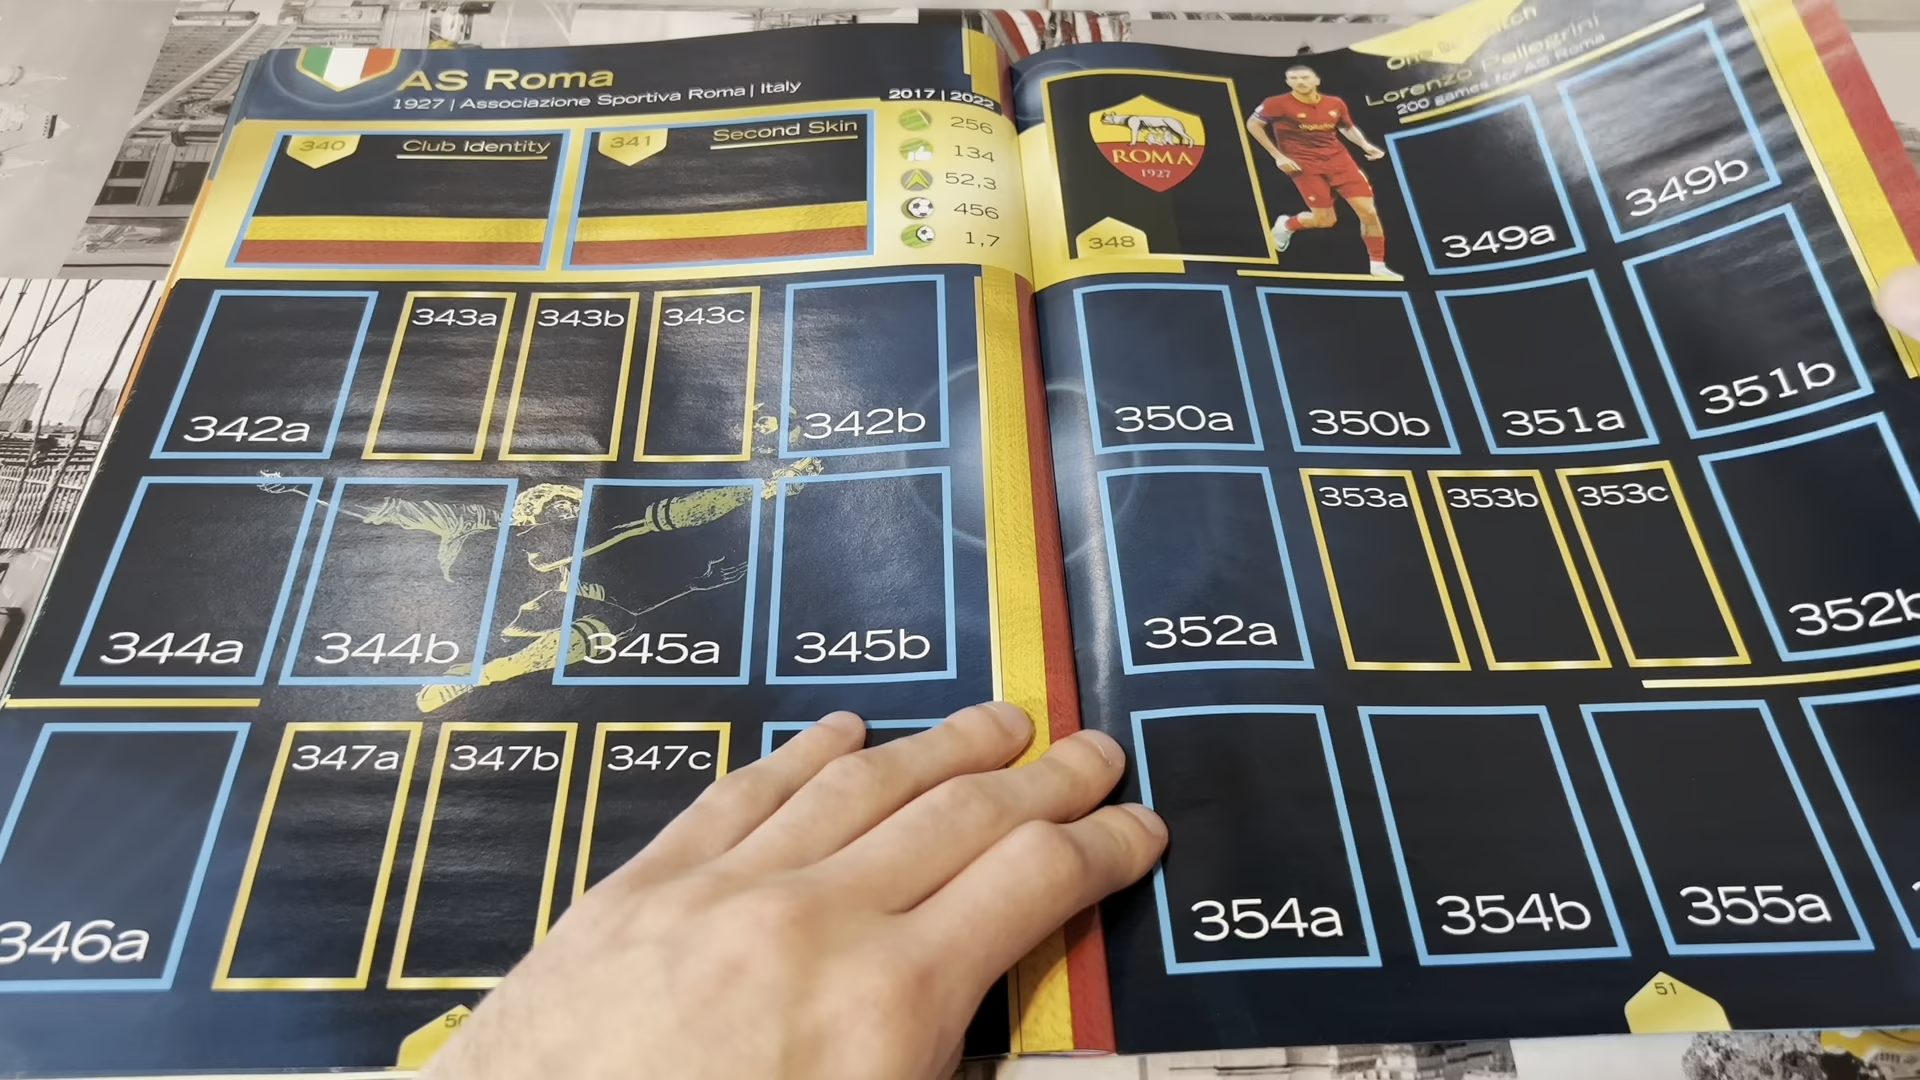 AS Roma
1927 | Associazione Sportiva Roma | Italy
2017 | 2022
340
Club Identity
341
Second Skin
256
134
52,3
456
1,7
342a
343a
343b
343c
342b
344a
344b
345a
345b
346a
347a
347b
347c
Lorenzo Pellegrini
200 games for AS Roma
ROMA
1927
348
349a
349b
350a
350b
351a
351b
352a
353a
353b
353c
352b
354a
354b
355a
51